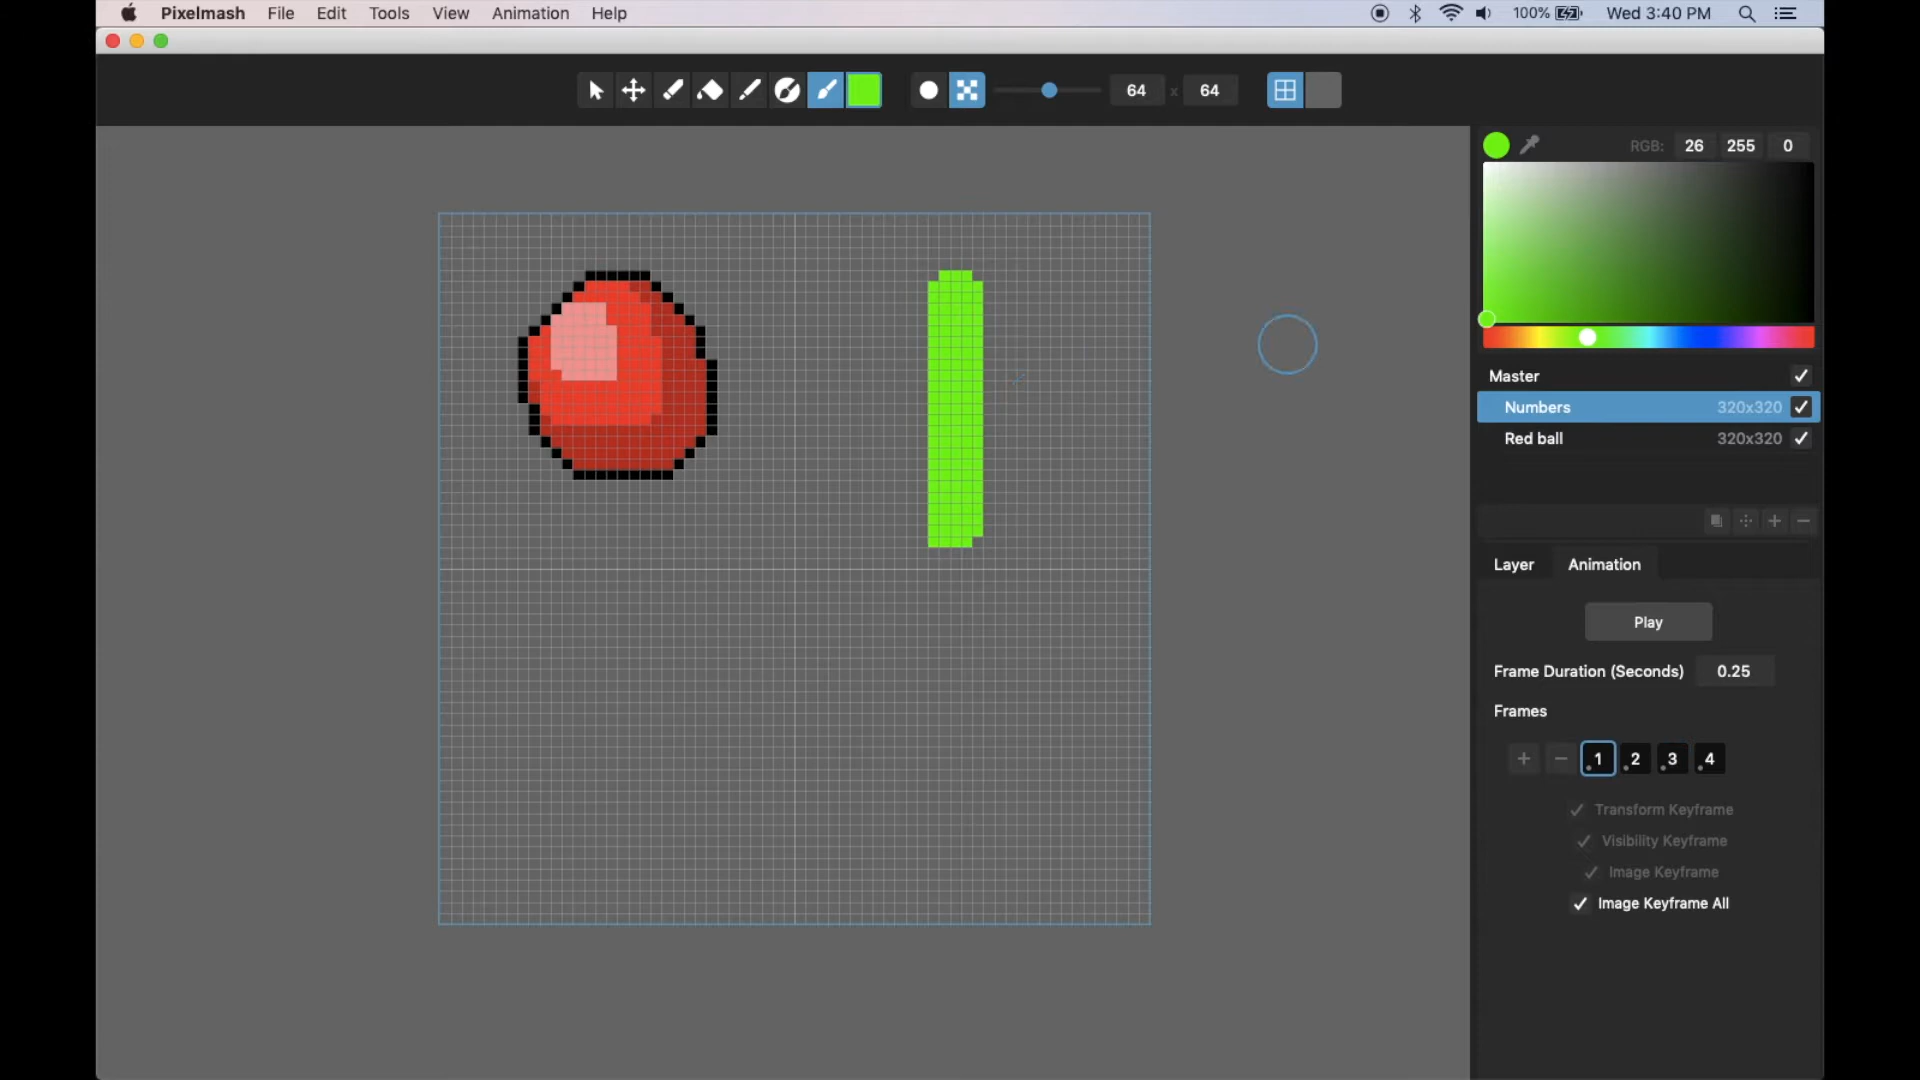 Pixelmash File Edit Tools View Animation Help 100% Wed 3:40 PM
64 x 64
RGB: 26 255 0
Master
Numbers 320x320
Red ball 320x320
Layer Animation
Play
Frame Duration (Seconds) 0.25
Frames
+ − 1 2 3 4
Transform Keyframe
Visibility Keyframe
Image Keyframe
Image Keyframe All